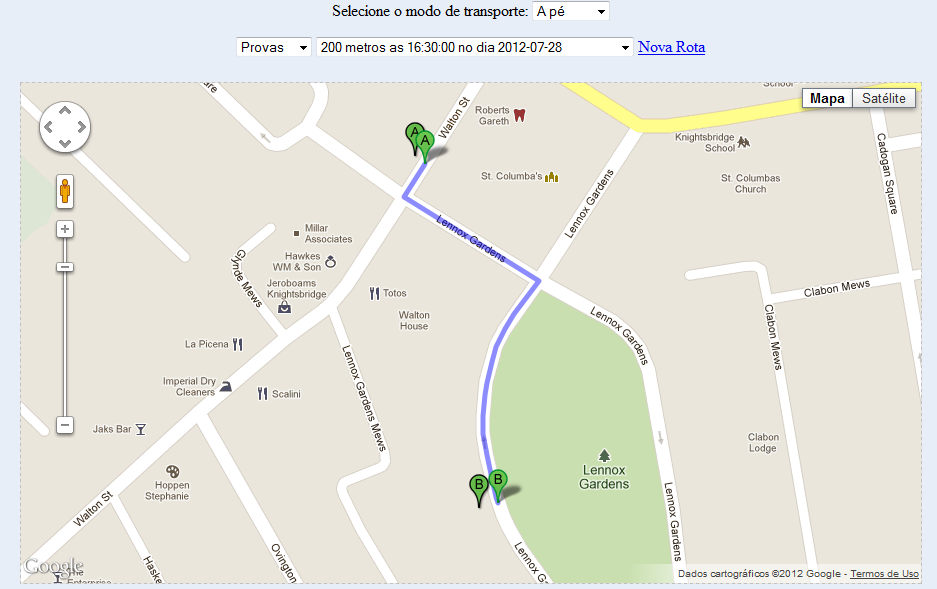 Selecione o modo de transporte: A pé
Provas 200 metros as 16:30:00 no dia 2012-07-28 Nova Rota
School
Mapa Satélite
Walton St
Roberts
Gareth
A
A
Knightsbridge
School
Cadogan Square
St. Columba's
St. Columbas
Church
Lennox Gardens
Lennox Gardens
Millar
Associates
Hawkes
WM & Son
Glynde Mews
Jeroboams
Knightsbridge
Totos
Walton
House
Clabon Mews
Clabon Mews
Lennox Gardens
La Picena
Lennox Gardens Mews
Imperial Dry
Cleaners
Scalini
Jaks Bar
Clabon
Lodge
Lennox
Gardens
Hoppen
Stephanie
B
B
Walton St
Lennox Gardens
Ovington
Lennox G
Haske
Google
The
Enterprise
Dados cartográficos ©2012 Google - Termos de Uso